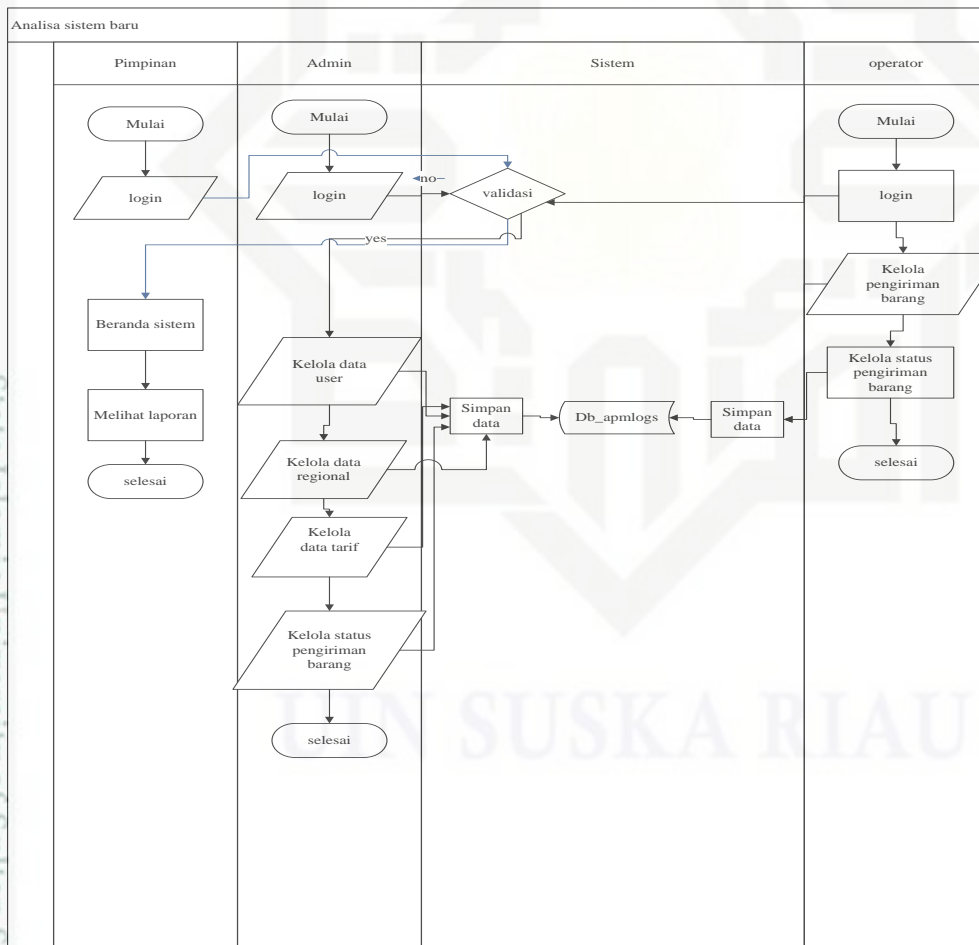 Analisa sistem baru
Pimpinan
Admin
Sistem
operator
Mulai
Mulai
Mulai
login
login
no
validasi
login
yes
Kelola
pengiriman
barang
Beranda sistem
Kelola data
user
Kelola status
pengiriman
barang
Melihat laporan
Simpan
data
Db_apmlogs
Simpan
data
selesai
Kelola data
regional
selesai
Kelola
data tarif
Kelola status
pengiriman
barang
selesai
UIN SUSKA RIAU